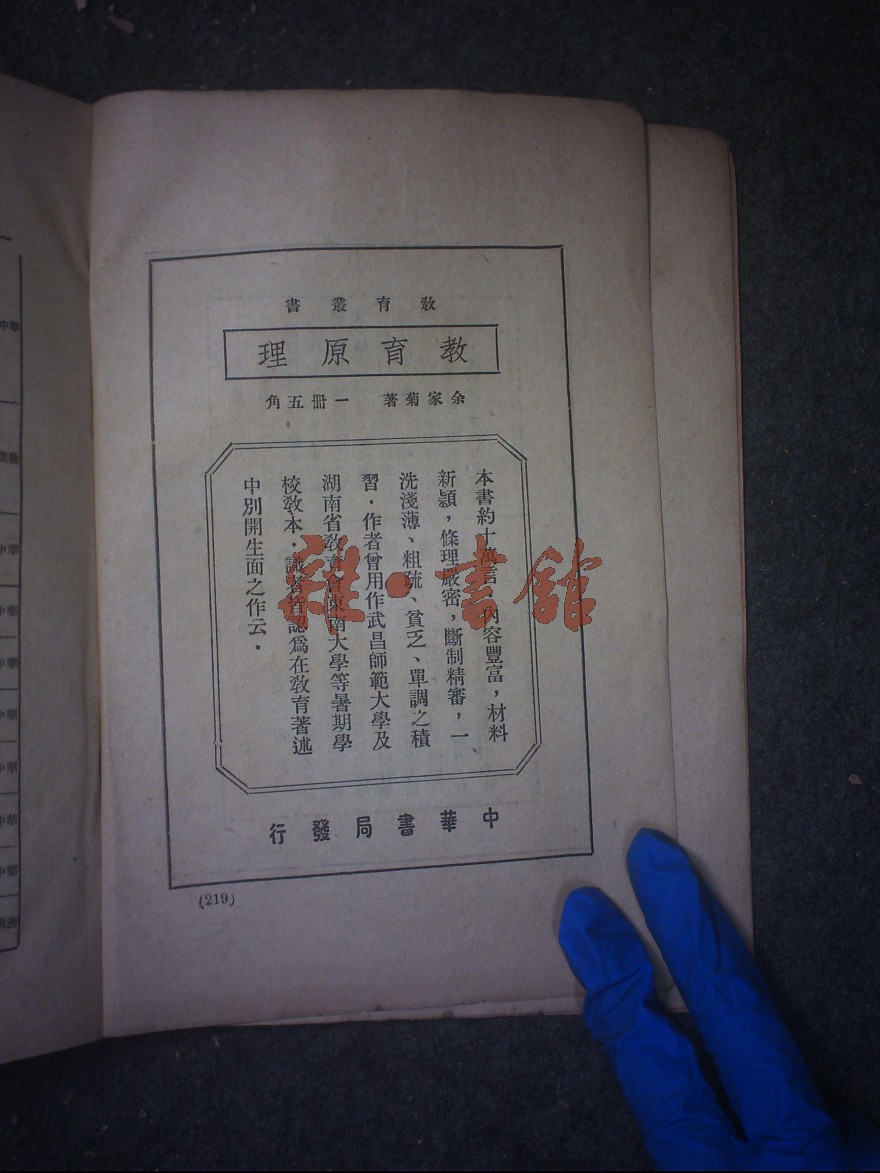 教育叢書
教育原理
余家菊著 一冊五角
本書約十萬言，內容豐富，材料
新穎，條理嚴密，斷制精審，一
洗淺薄、粗疏、貧乏、單調之積
習．作者曾用作武昌師範大學及
湖南省教育會東南大學等暑期學
校教本．識者皆認爲在教育著述
中別開生面之作云．
中華書局發行
(219)
雜·書館